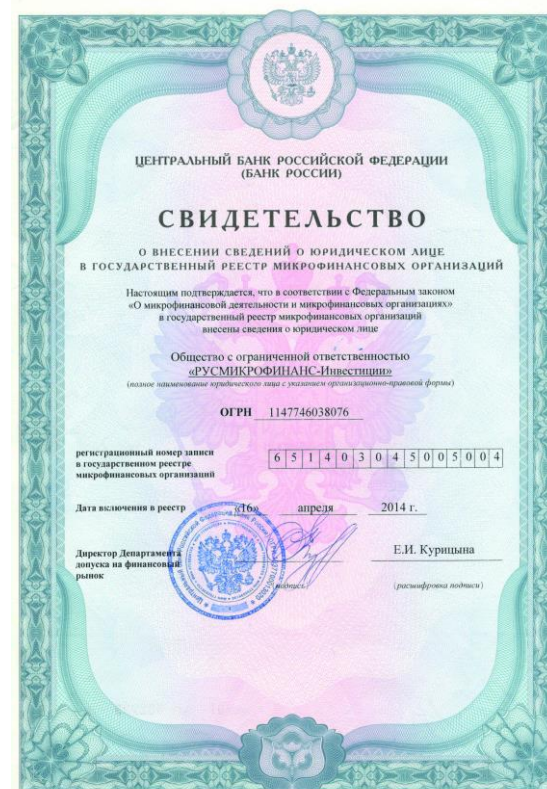 ЦЕНТРАЛЬНЫЙ БАНК РОССИЙСКОЙ ФЕДЕРАЦИИ
(БАНК РОССИИ)
СВИДЕТЕЛЬСТВО
О ВНЕСЕНИИ СВЕДЕНИЙ О ЮРИДИЧЕСКОМ ЛИЦЕ
В ГОСУДАРСТВЕННЫЙ РЕЕСТР МИКРОФИНАНСОВЫХ ОРГАНИЗАЦИЙ
Настоящим подтверждается, что в соответствии с Федеральным законом
«О микрофинансовой деятельности и микрофинансовых организациях»
в государственный реестр микрофинансовых организаций
внесены сведения о юридическом лице
Общество с ограниченной ответственностью
«РУСМИКРОФИНАНС-Инвестиции»
(полное наименование юридического лица с указанием организационно-правовой формы)
ОГРН 1147746038076
регистрационный номер записи
в государственном реестре
микрофинансовых организаций
6 5 1 4 0 3 0 4 5 0 0 5 0 0 4
Дата включения в реестр «16» апреля 2014 г.
Директор Департамента
допуска на финансовый
рынок
Е.И. Курицына
(подпись) (расшифровка подписи)